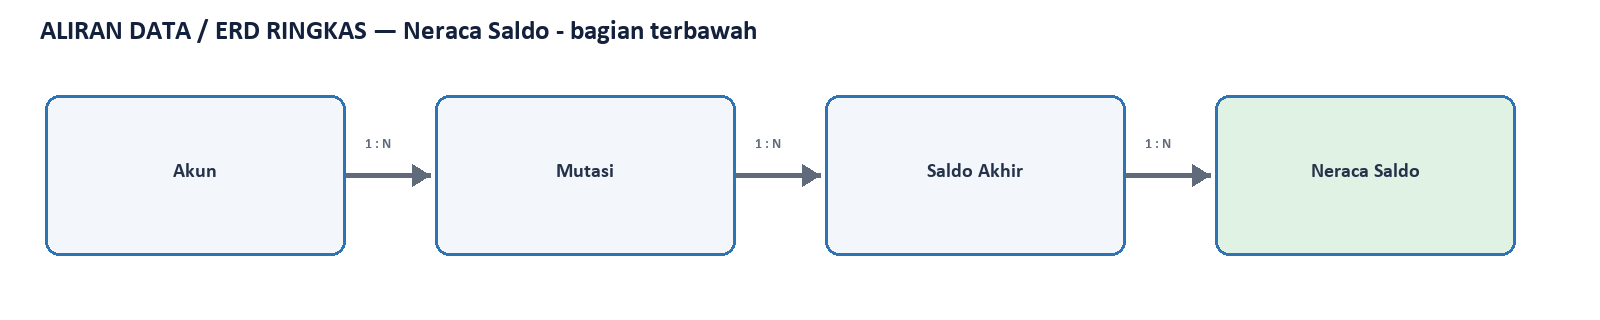 ALIRAN DATA / ERD RINGKAS — Neraca Saldo - bagian terbawah
Akun
1 : N
Mutasi
1 : N
Saldo Akhir
1 : N
Neraca Saldo